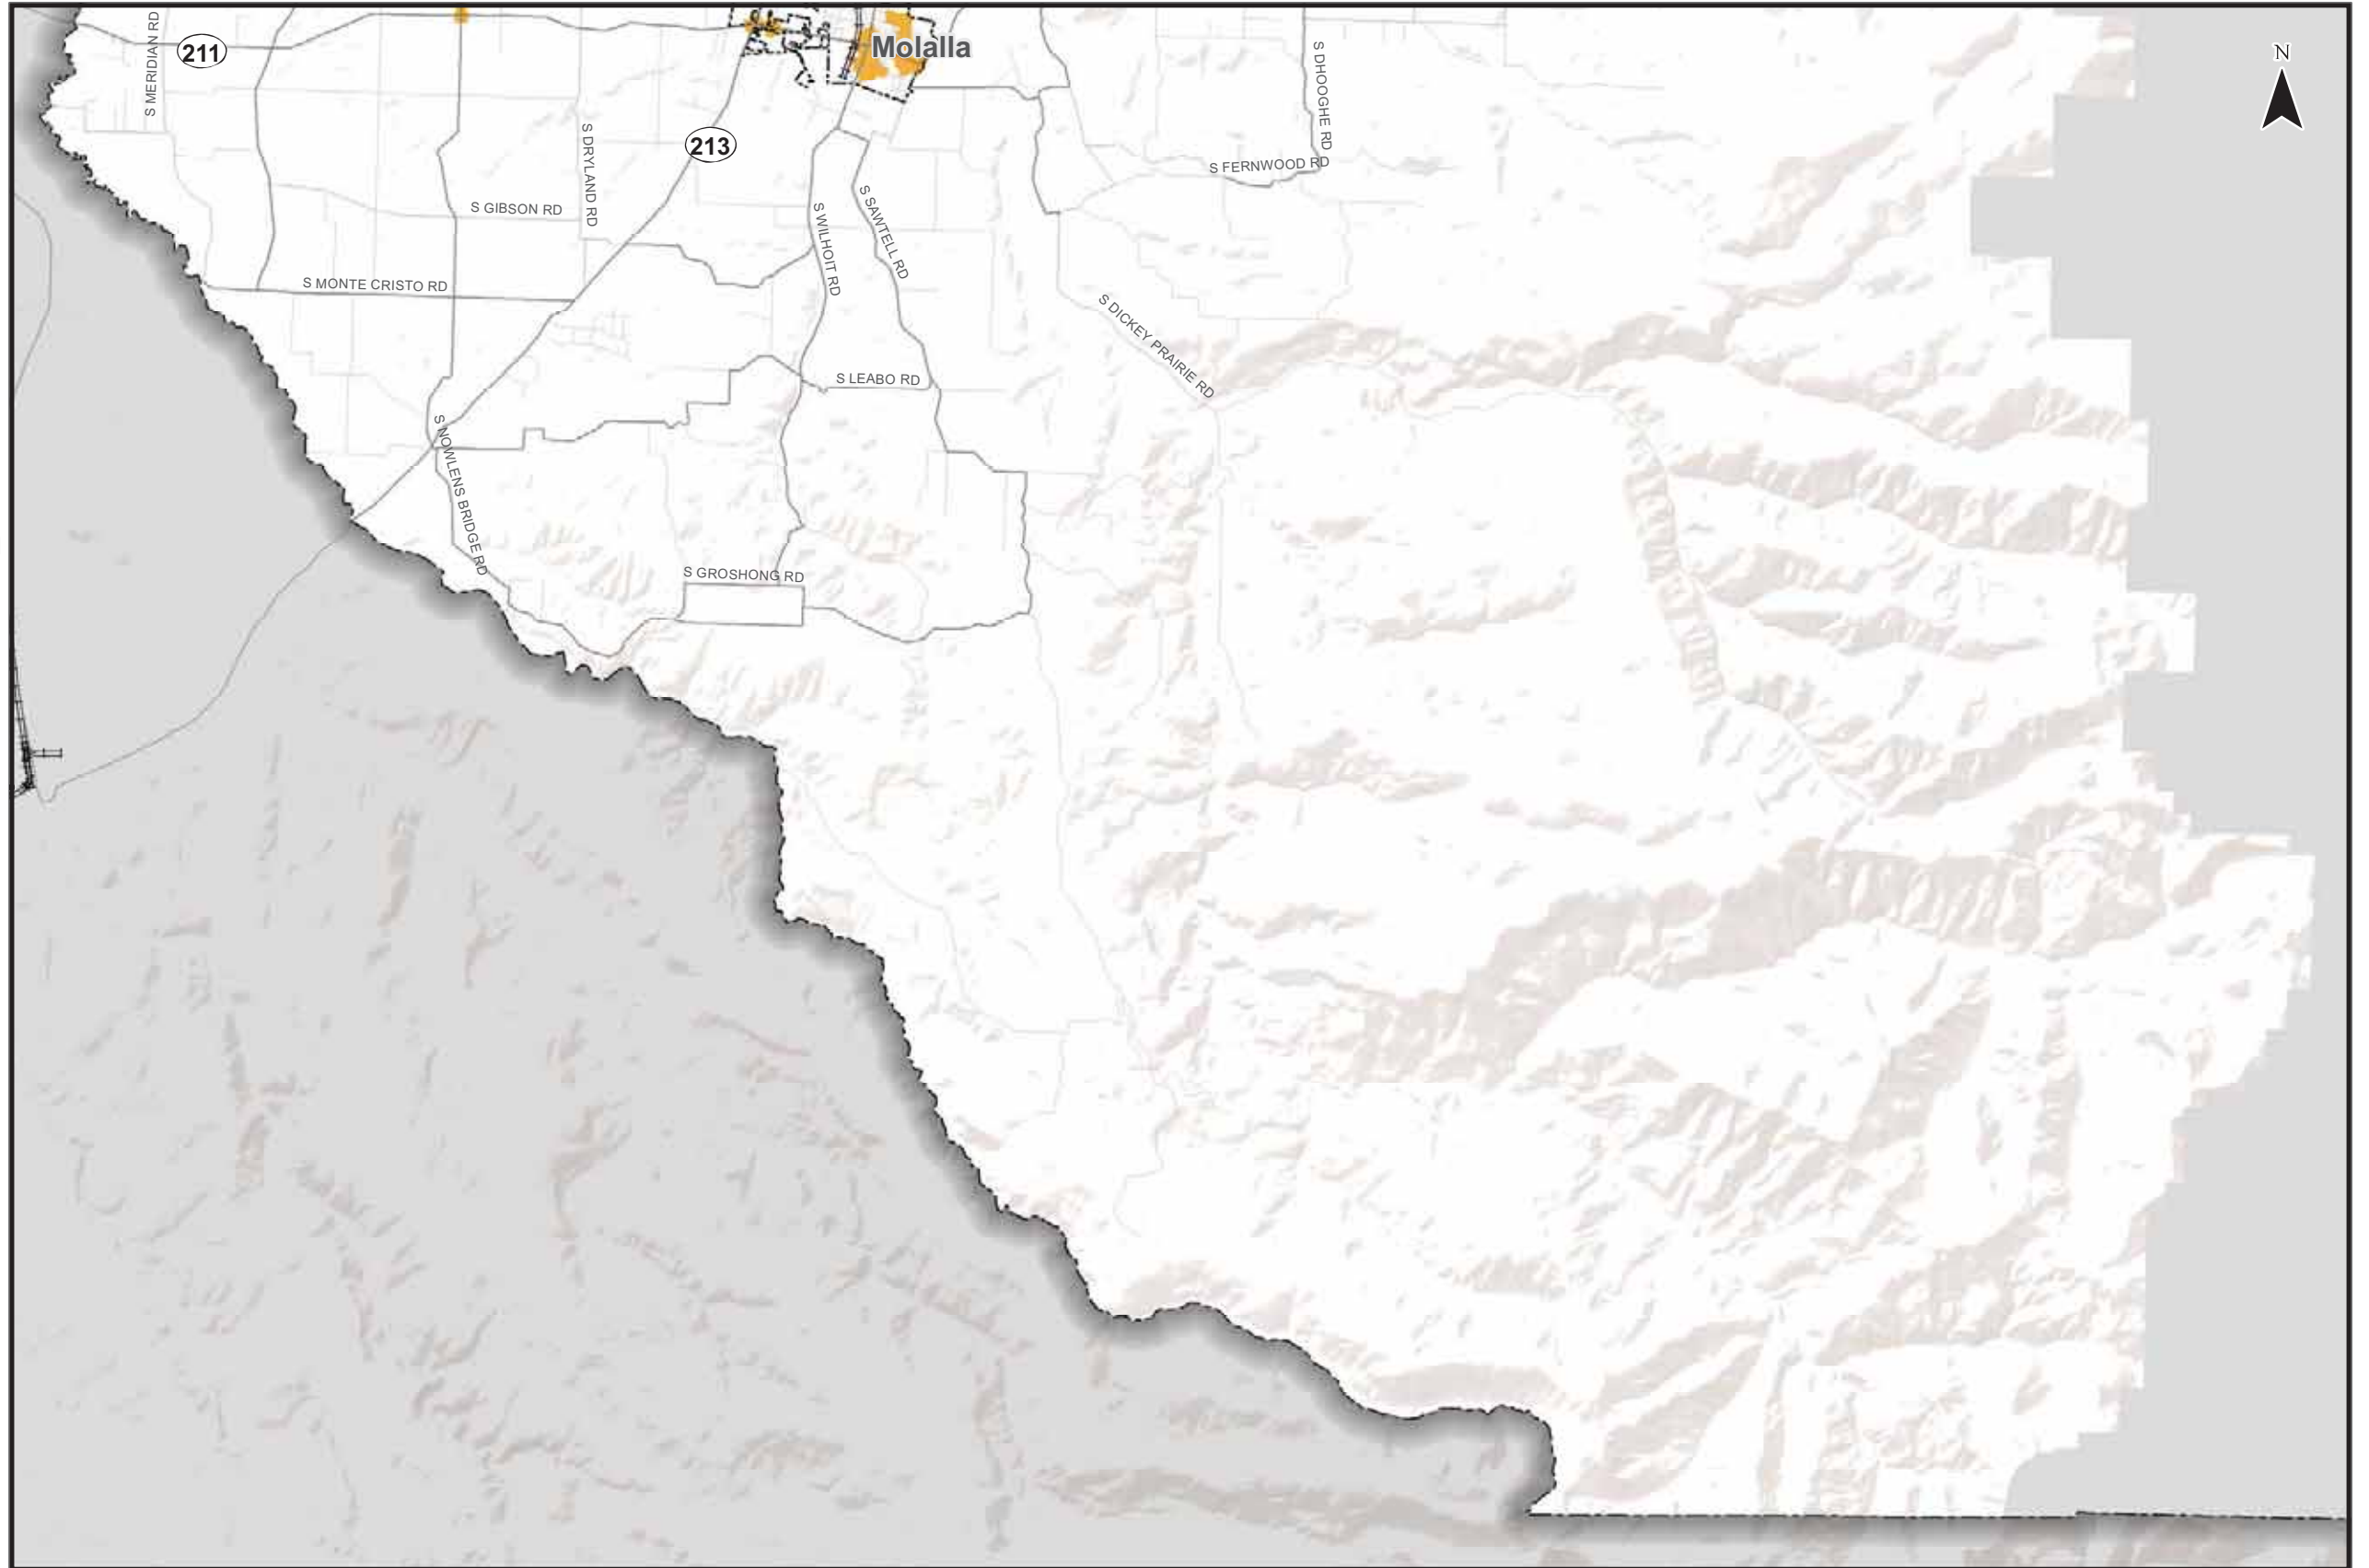 S MERIDIAN RD
211
Molalla
N
S DHOOGHE RD
213
S DRYLAND RD
S FERNWOOD RD
S GIBSON RD
S WILHOIT RD
S SAWTELL RD
S MONTE CRISTO RD
S DICKEY PRAIRIE RD
S LEABO RD
S NOWLENS BRIDGE RD
S GROSHONG RD